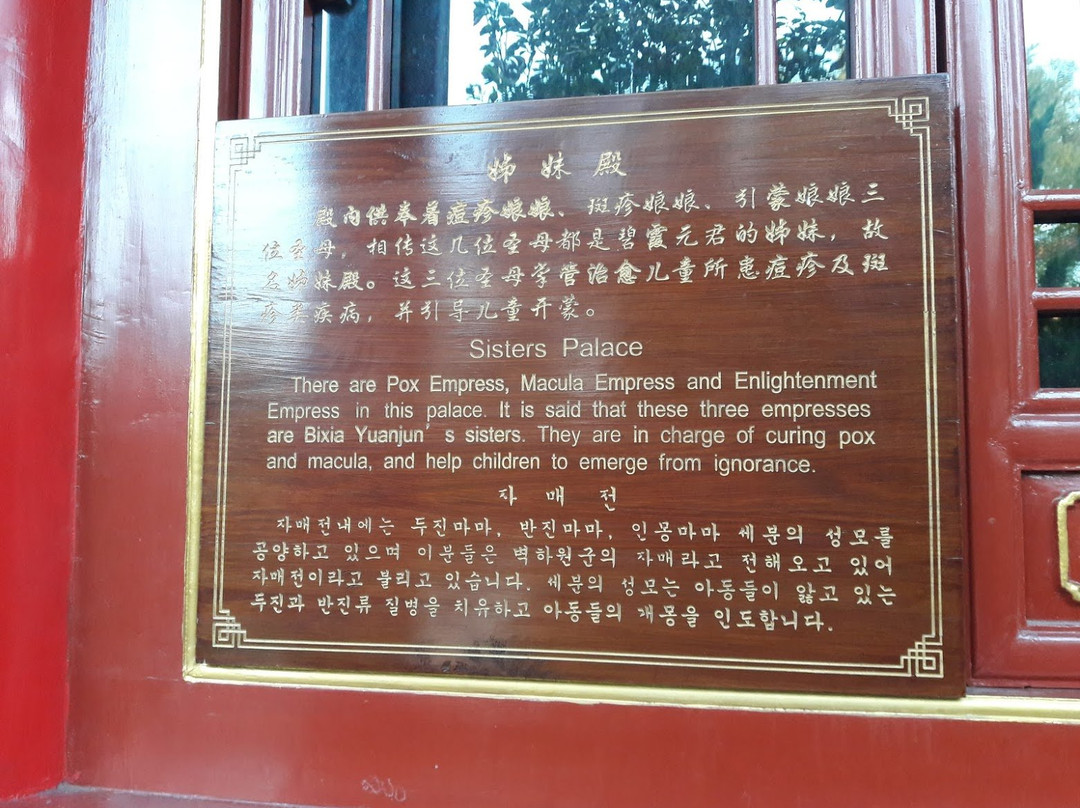 姊妹殿
殿内供奉着痘疹娘娘、斑疹娘娘、引蒙娘娘三
位圣母，相传这几位圣母都是碧霞元君的姊妹，故
名姊妹殿。这三位圣母掌管治愈儿童所患痘疹及斑
疹类疾病，并引导儿童开蒙。
Sisters Palace
There are Pox Empress, Macula Empress and Enlightenment
Empress in this palace. It is said that these three empresses
are Bixia Yuanjun's sisters. They are in charge of curing pox
and macula, and help children to emerge from ignorance.
자 매 전
자매전내에는 두진마마, 반진마마, 인몽마마 세분의 성모를
공양하고 있으며 이분들은 벽하원군의 자매라고 전해오고 있어
자매전이라고 불리고 있습니다. 세분의 성모는 아동들이 앓고 있는
두진과 반진류 질병을 치유하고 아동들의 개몽을 인도합니다.